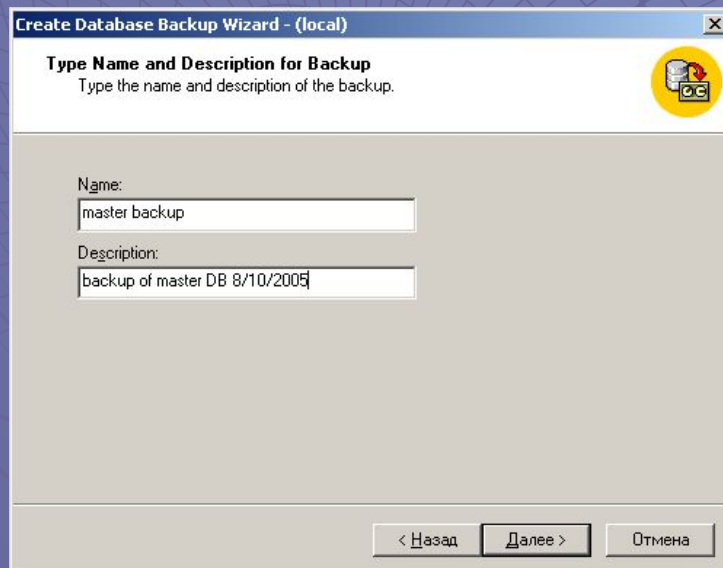 Create Database Backup Wizard - (local)
Type Name and Description for Backup
Type the name and description of the backup.
Name:
master backup
Description:
backup of master DB 8/10/2005
< Назад Далее > Отмена